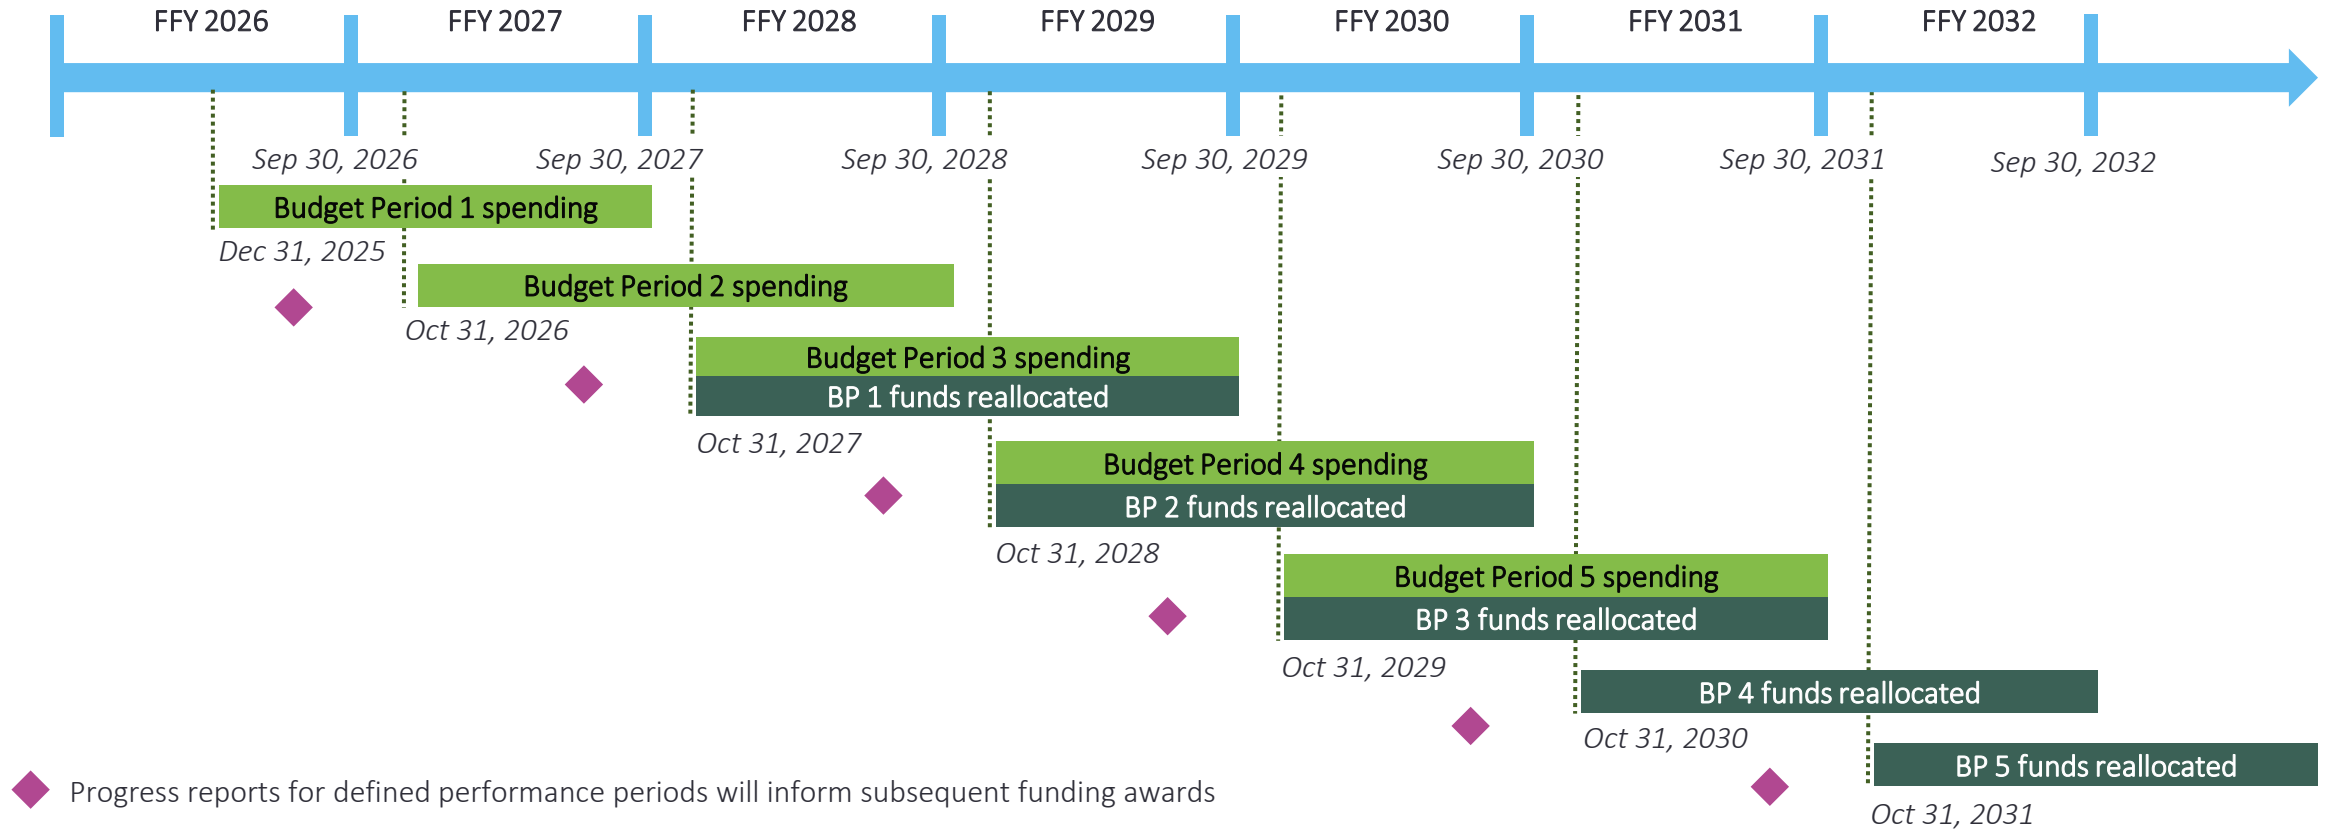 FFY 2026
FFY 2027
FFY 2028
FFY 2029
FFY 2030
FFY 2031
FFY 2032
Sep 30, 2026
Sep 30, 2027
Sep 30, 2028
Sep 30, 2029
Sep 30, 2030
Sep 30, 2031
Sep 30, 2032
Budget Period 1 spending
Dec 31, 2025
Budget Period 2 spending
Oct 31, 2026
Budget Period 3 spending
BP 1 funds reallocated
Oct 31, 2027
Budget Period 4 spending
BP 2 funds reallocated
Oct 31, 2028
Budget Period 5 spending
BP 3 funds reallocated
Oct 31, 2029
BP 4 funds reallocated
Oct 31, 2030
BP 5 funds reallocated
Oct 31, 2031
Progress reports for defined performance periods will inform subsequent funding awards